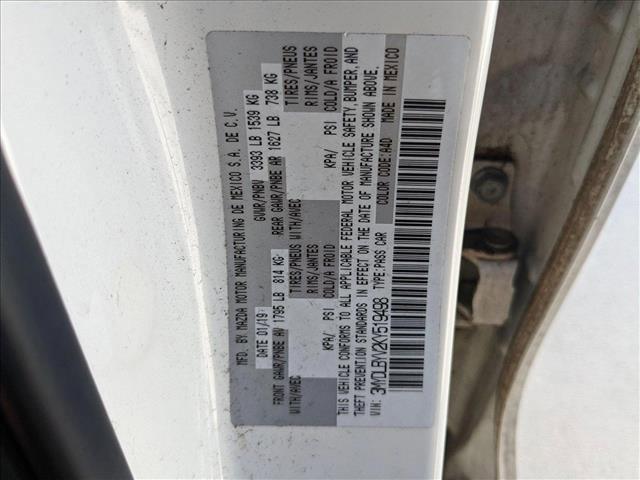 MFD. BY MAZDA MOTOR MANUFACTURING DE MEXICO S.A. DE C.V.
DATE 01/19 GVWR/PNBV 3393 LB 1539 KG
FRONT GAWR/PNBE AV 1795 LB 814 KG REAR GAWR/PNBE AR 1627 LB 738 KG
WITH/AVEC TIRES/PNEUS WITH/AVEC TIRES/PNEUS
RIMS/JANTES RIMS/JANTES
KPA/ PSI COLD/A FROID KPA/ PSI COLD/A FROID
THIS VEHICLE CONFORMS TO ALL APPLICABLE FEDERAL MOTOR VEHICLE SAFETY, BUMPER, AND
THEFT PREVENTION STANDARDS IN EFFECT ON THE DATE OF MANUFACTURE SHOWN ABOVE.
VIN: 3MYDLBYV2KY519498 TYPE:PASS CAR COLOR CODE:A4D MADE IN MEXICO